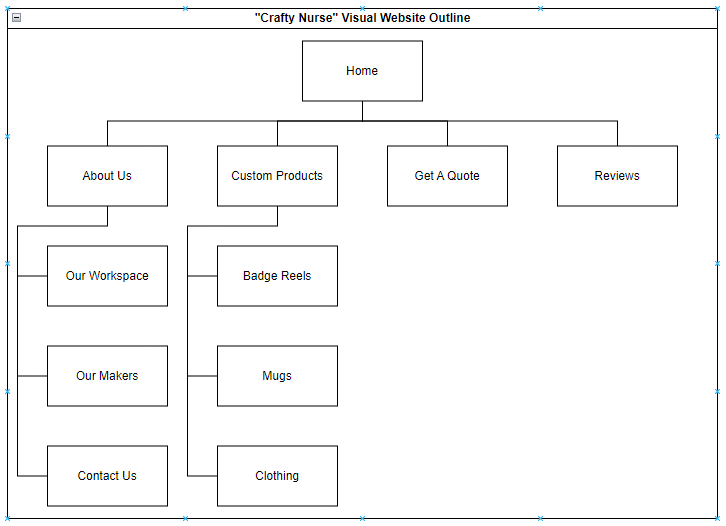 "Crafty Nurse" Visual Website Outline
Home
About Us
Custom Products
Get A Quote
Reviews
Our Workspace
Badge Reels
Our Makers
Mugs
Contact Us
Clothing